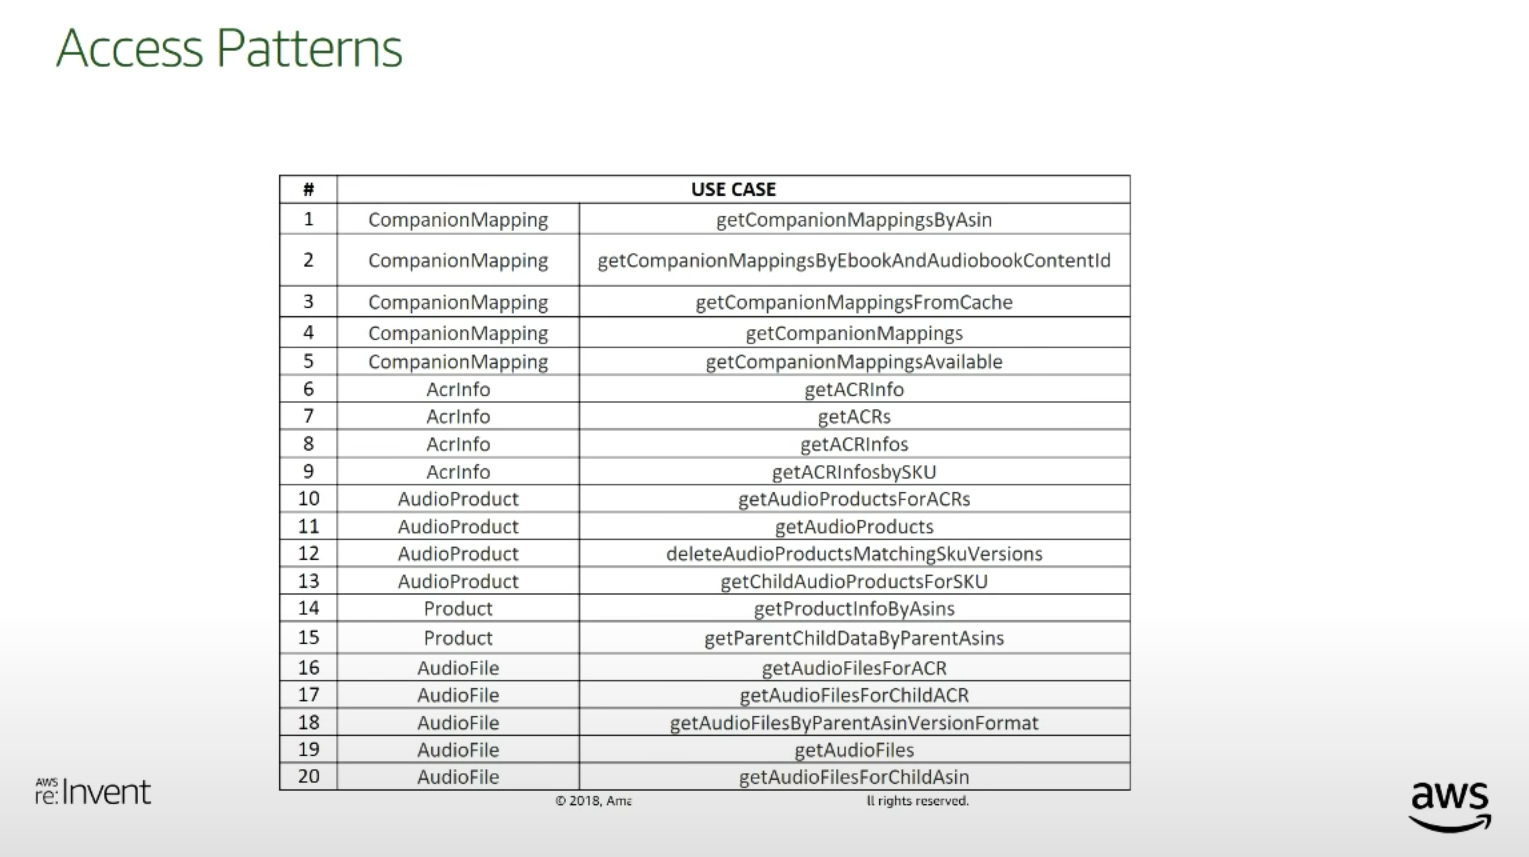 Access Patterns
# USE CASE
1 CompanionMapping getCompanionMappingsByAsin
2 CompanionMapping getCompanionMappingsByEbookAndAudiobookContentId
3 CompanionMapping getCompanionMappingsFromCache
4 CompanionMapping getCompanionMappings
5 CompanionMapping getCompanionMappingsAvailable
6 AcrInfo getACRInfo
7 AcrInfo getACRs
8 AcrInfo getACRInfos
9 AcrInfo getACRInfosbySKU
10 AudioProduct getAudioProductsForACRs
11 AudioProduct getAudioProducts
12 AudioProduct deleteAudioProductsMatchingSkuVersions
13 AudioProduct getChildAudioProductsForSKU
14 Product getProductInfoByAsins
15 Product getParentChildDataByParentAsins
16 AudioFile getAudioFilesForACR
17 AudioFile getAudioFilesForChildACR
18 AudioFile getAudioFilesByParentAsinVersionFormat
19 AudioFile getAudioFiles
20 AudioFile getAudioFilesForChildAsin
AWS
re:Invent
© 2018, Ama ll rights reserved.
aws